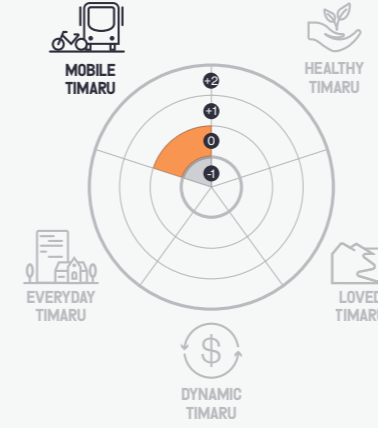 MOBILE
TIMARU
HEALTHY
TIMARU
+2
+1
0
-1
EVERYDAY
TIMARU
LOVED
TIMARU
$
DYNAMIC
TIMARU